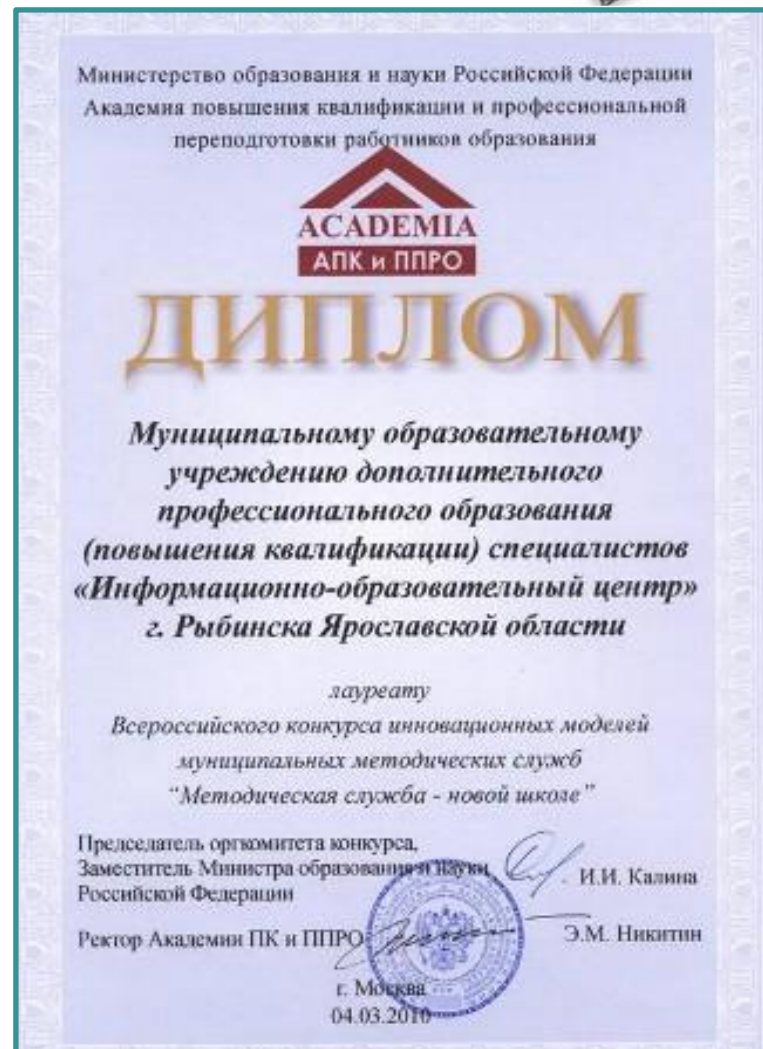 Министерство образования и науки Российской Федерации
Академия повышения квалификации и профессиональной
переподготовки работников образования
ACADEMIA
АПК и ППРО
ДИПЛОМ
Муниципальному образовательному
учреждению дополнительного
профессионального образования
(повышения квалификации) специалистов
«Информационно-образовательный центр»
г. Рыбинска Ярославской области
лауреату
Всероссийского конкурса инновационных моделей
муниципальных методических служб
“Методическая служба - новой школе”
Председатель оргкомитета конкурса,
Заместитель Министра образования и науки
Российской Федерации
И.И. Калина
Ректор Академии ПК и ППРО
Э.М. Никитин
г. Москва
04.03.2010